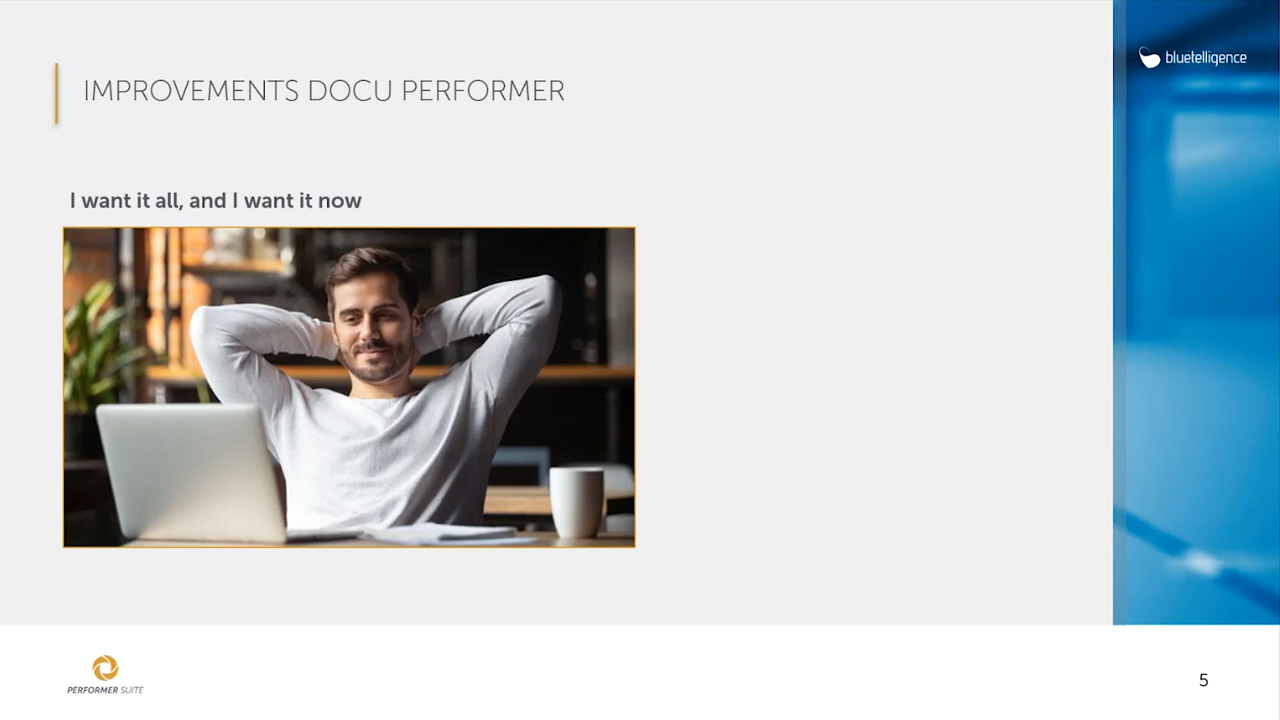 bluetelligence
IMPROVEMENTS DOCU PERFORMER
I want it all, and I want it now
PERFORMER SUITE
5